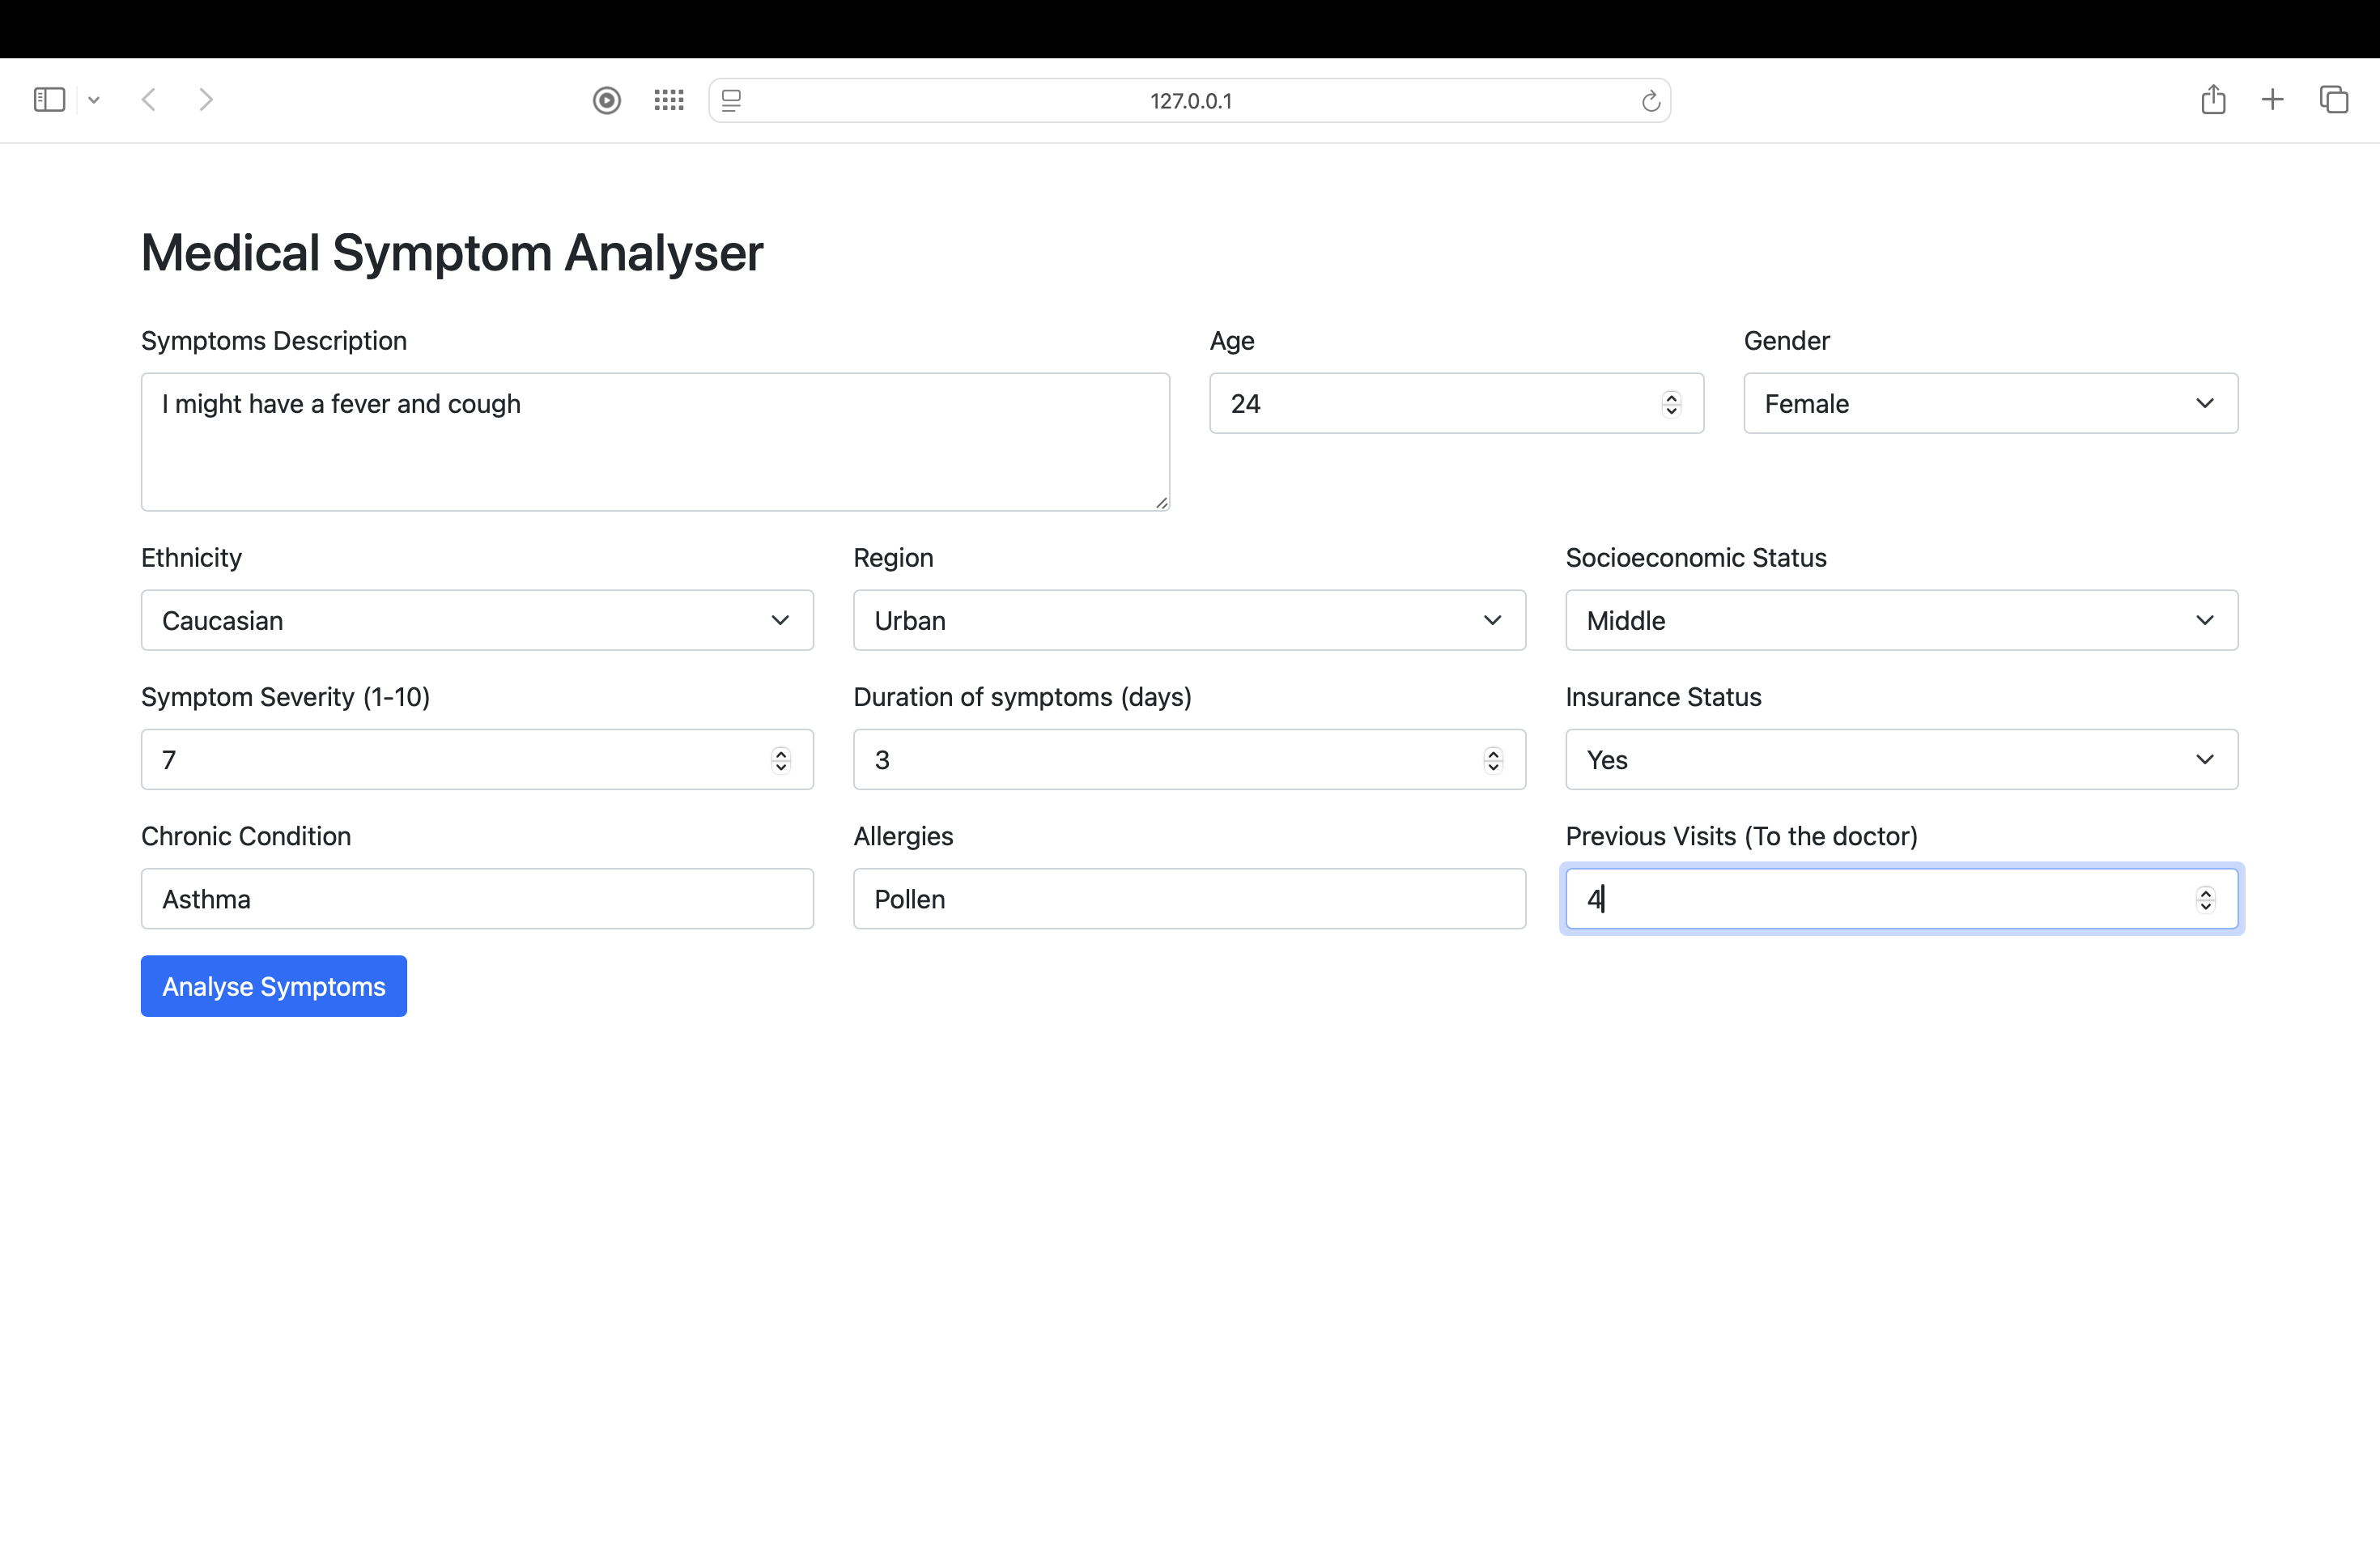 127.0.0.1
Medical Symptom Analyser
Symptoms Description
Age
Gender
I might have a fever and cough
24
Female
Ethnicity
Region
Socioeconomic Status
Caucasian
Urban
Middle
Symptom Severity (1-10)
Duration of symptoms (days)
Insurance Status
7
3
Yes
Chronic Condition
Allergies
Previous Visits (To the doctor)
Asthma
Pollen
4
Analyse Symptoms